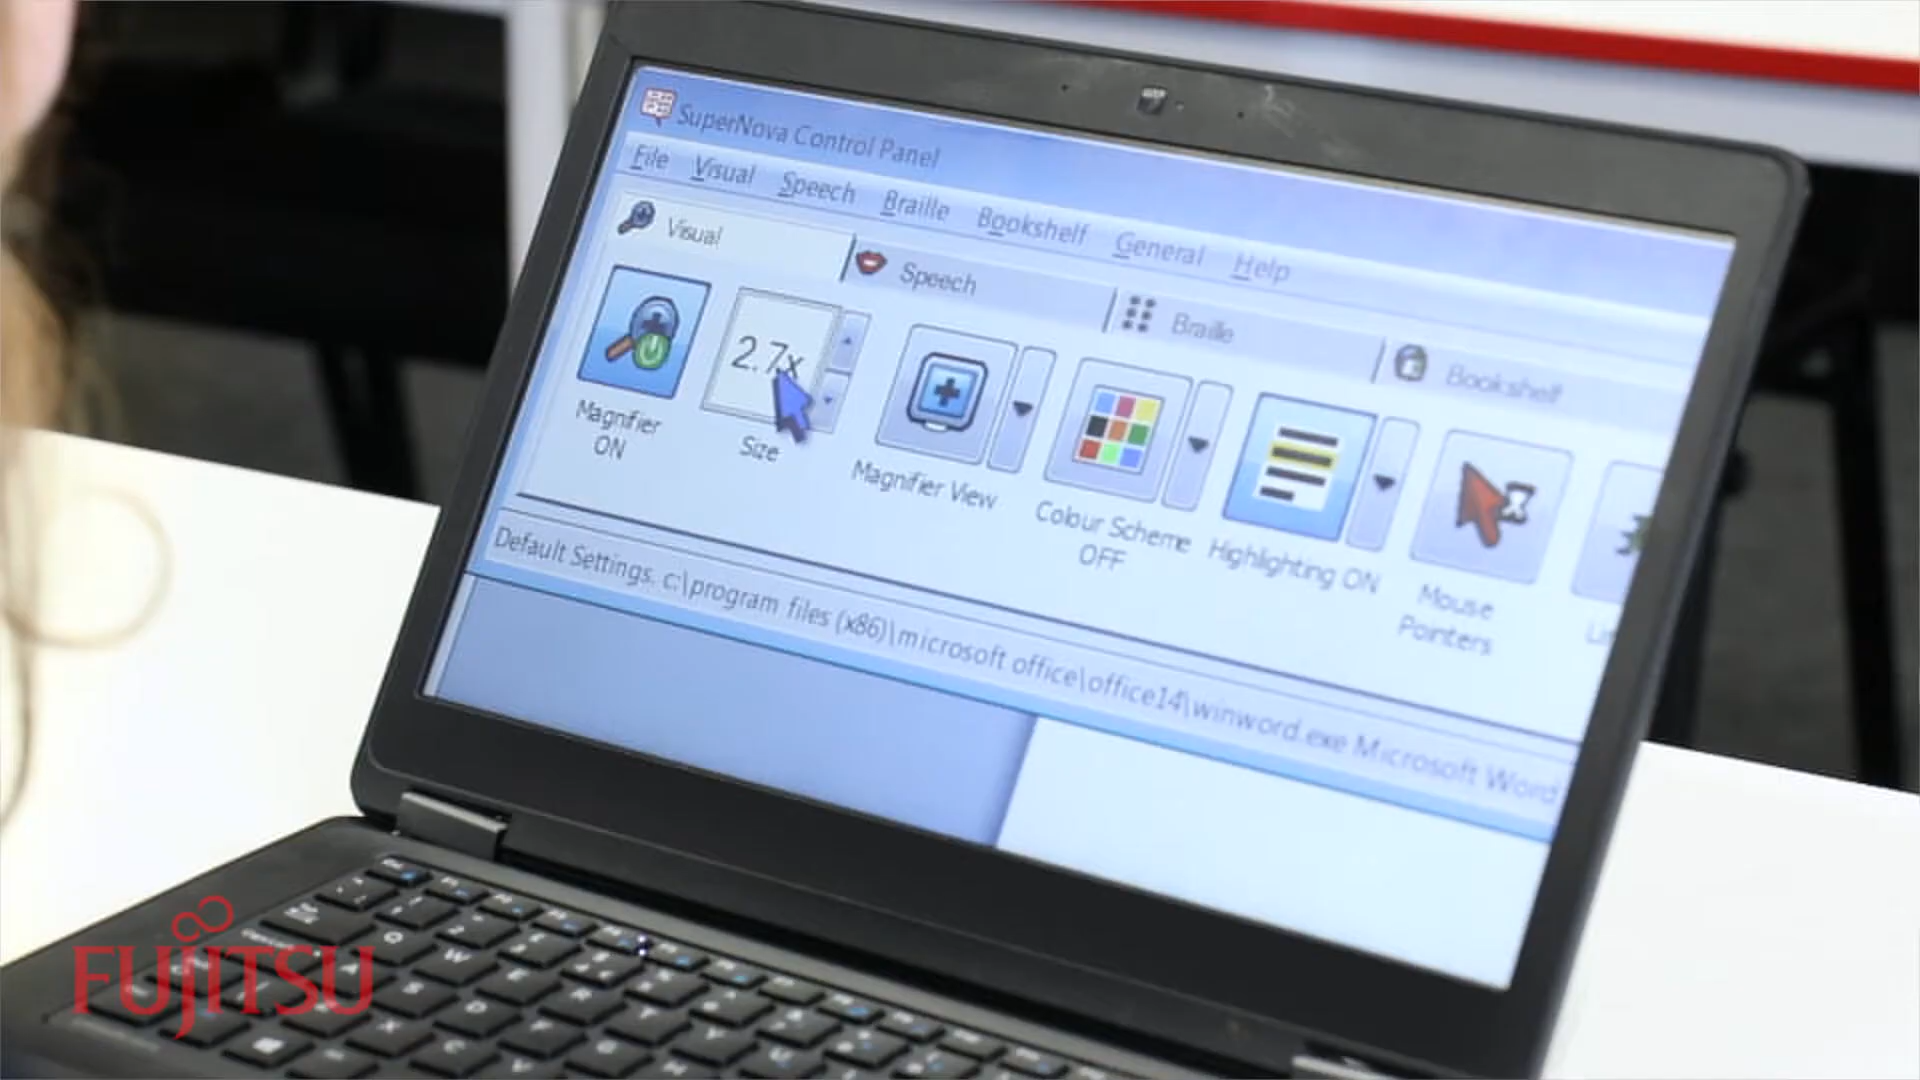 SuperNova Control Panel
File Visual Speech Braille Bookshelf General Help
Visual Speech Braille Bookshelf
2.7x
Magnifier
ON
Size
Magnifier View
Colour Scheme
OFF
Highlighting ON
Mouse
Pointers
Default Settings. c:\program files (x86)\microsoft office\office14\winword.exe Microsoft Word
FUJITSU